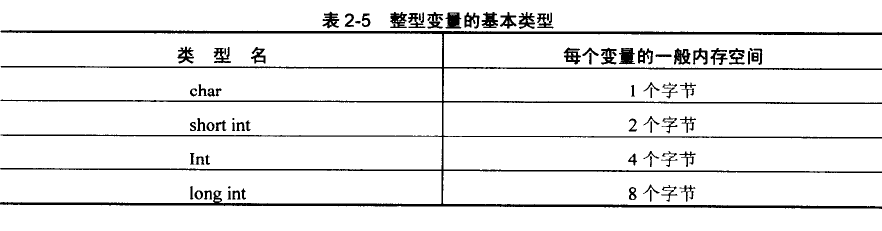 表 2-5 整型变量的基本类型
类 型 名 每个变量的一般内存空间
char 1 个字节
short int 2 个字节
Int 4 个字节
long int 8 个字节